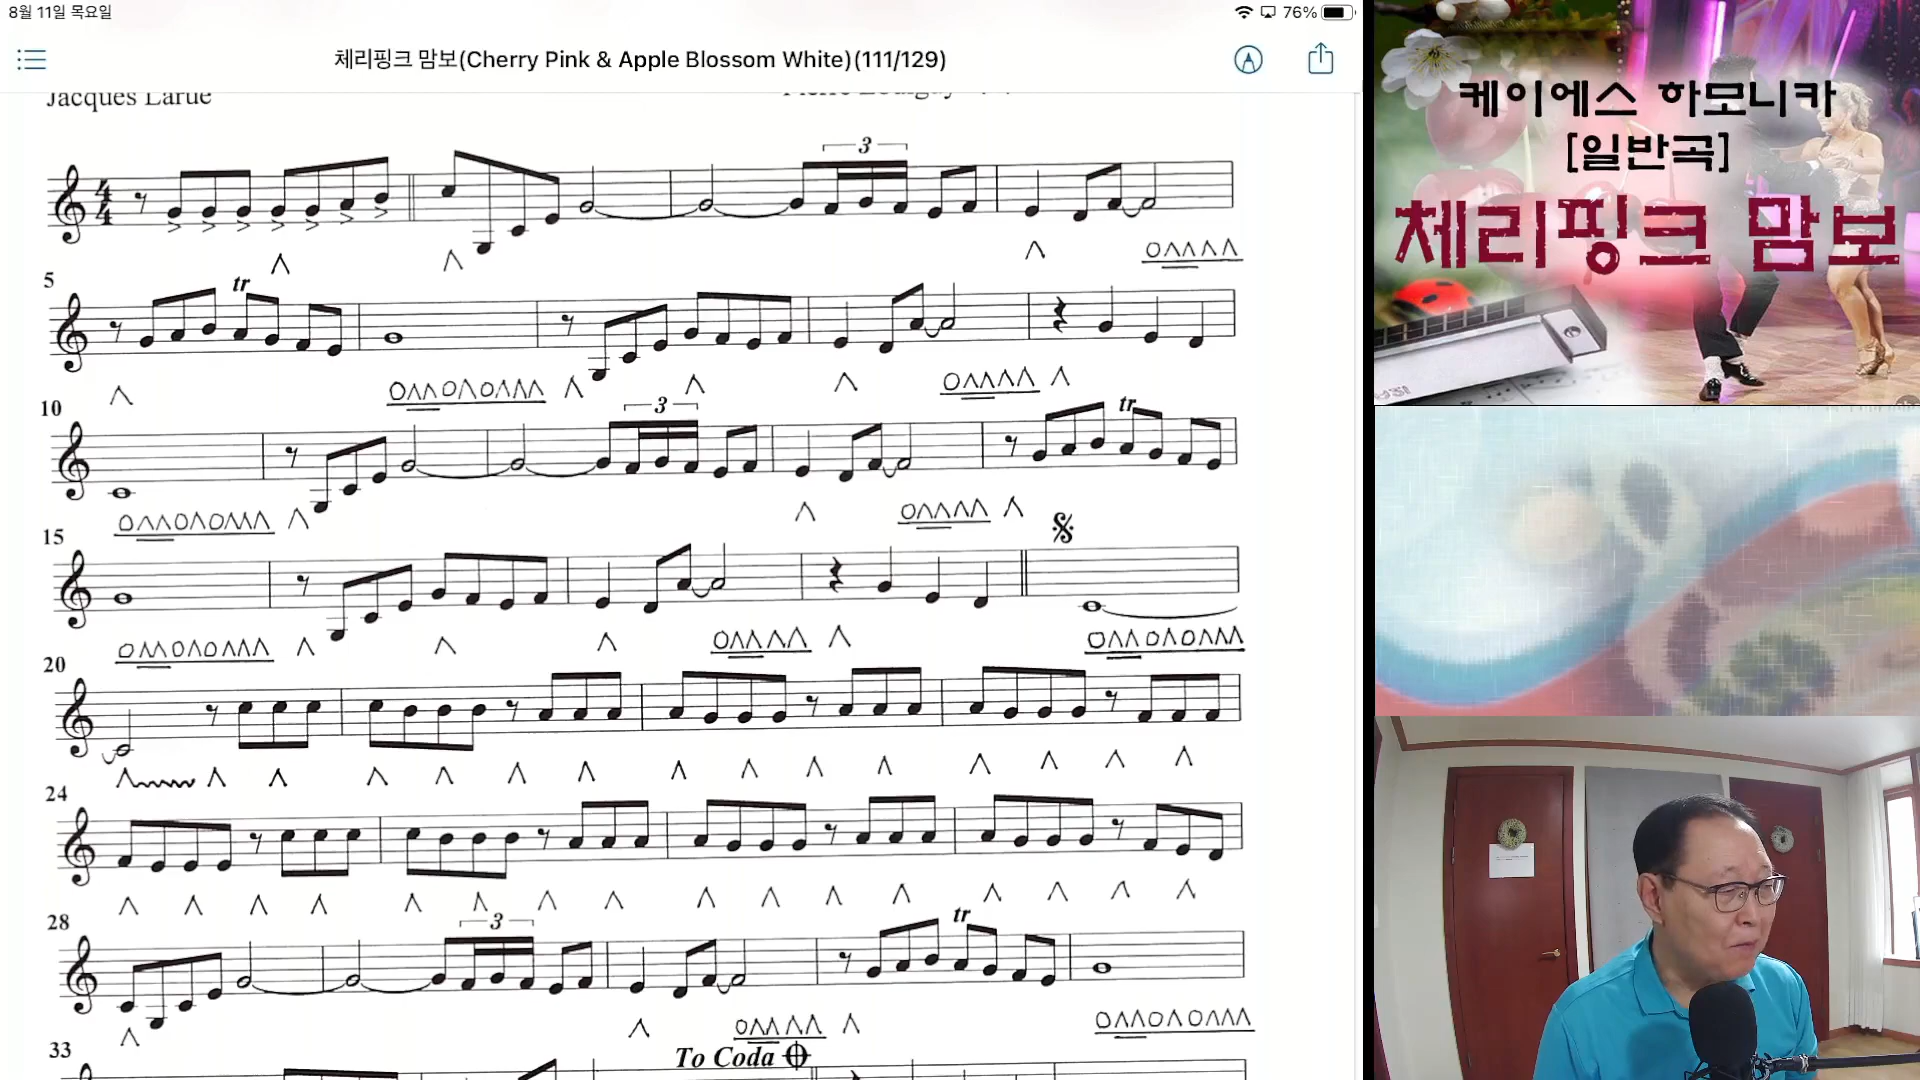 8월 11일 목요일
76%
체리핑크 맘보(Cherry Pink & Apple Blossom White)(111/129)
Jacques Larue
3
5
tr
10
3
tr
15
20
24
28
3
tr
33
To Coda
케이에스 하모니카
[일반곡]
체리핑크 맘보